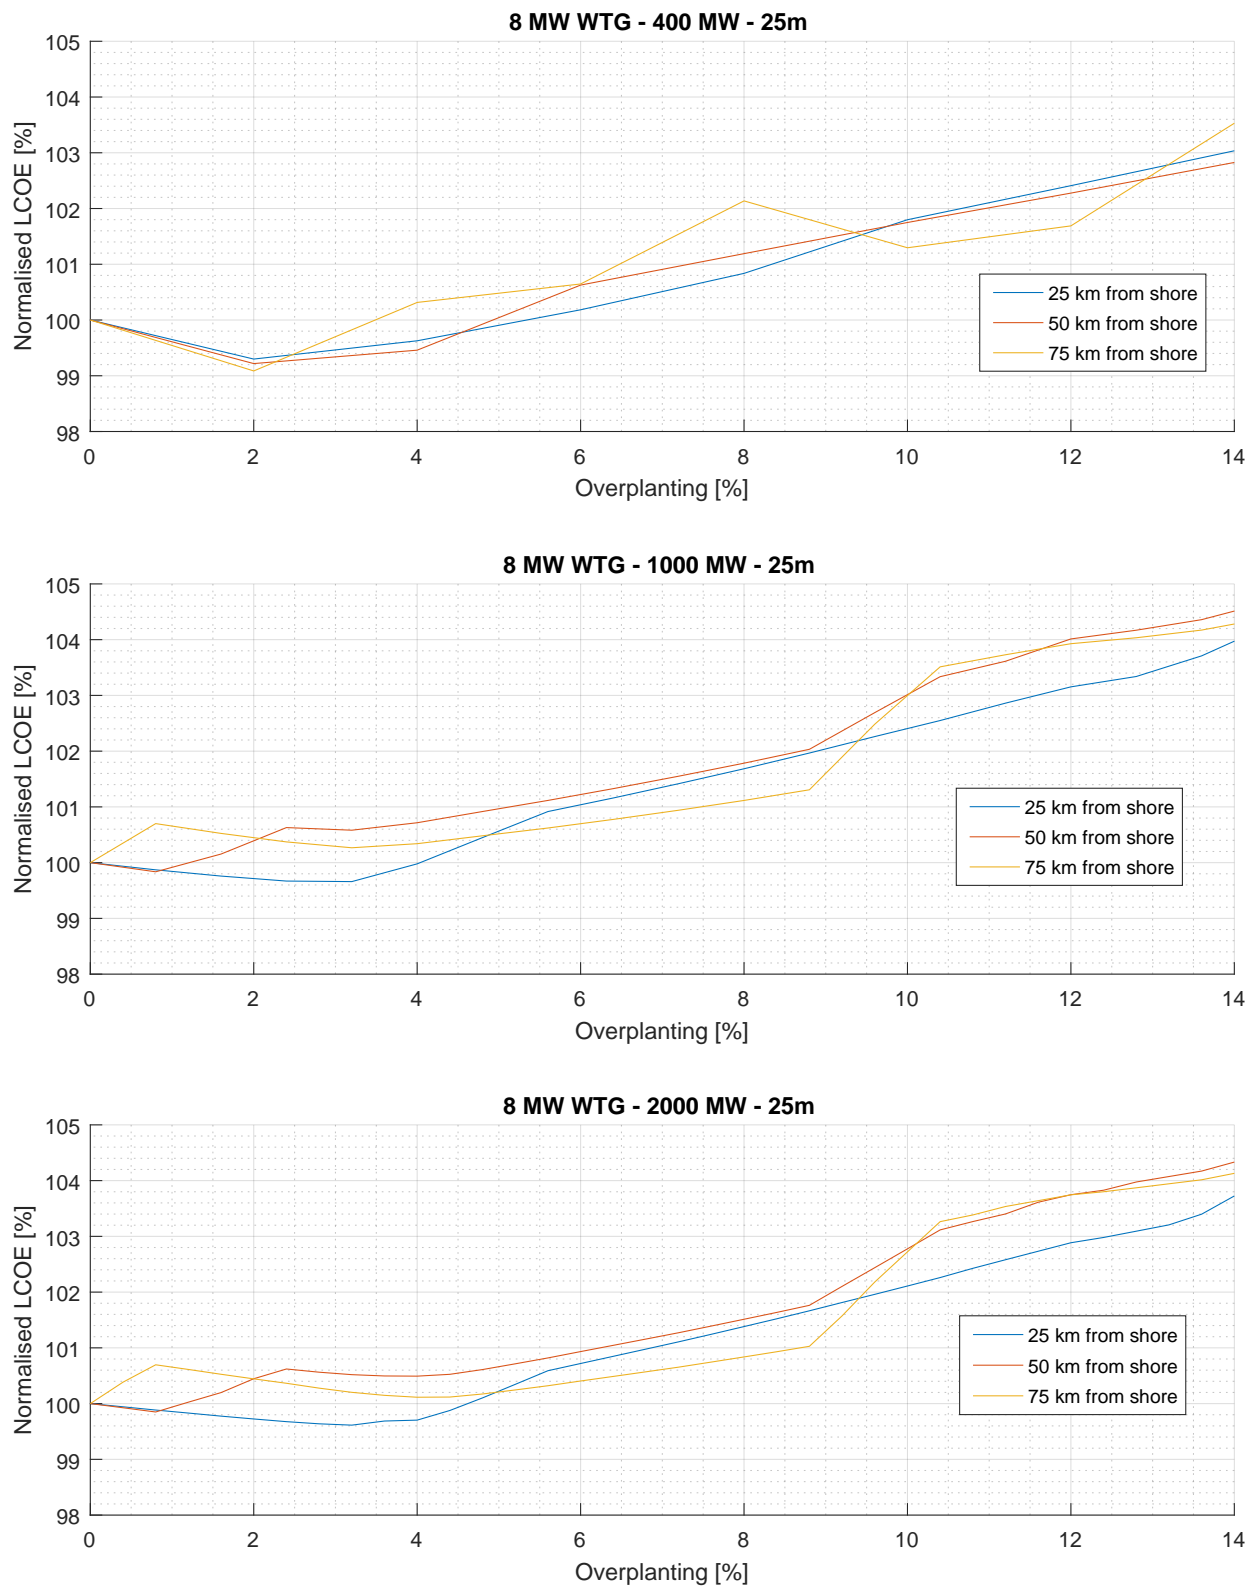 8 MW WTG - 400 MW - 25m
105
104
103
102
101
100
99
98
Normalised LCOE [%]
0 2 4 6 8 10 12 14
Overplanting [%]
25 km from shore
50 km from shore
75 km from shore
8 MW WTG - 1000 MW - 25m
105
104
103
102
101
100
99
98
Normalised LCOE [%]
0 2 4 6 8 10 12 14
Overplanting [%]
25 km from shore
50 km from shore
75 km from shore
8 MW WTG - 2000 MW - 25m
105
104
103
102
101
100
99
98
Normalised LCOE [%]
0 2 4 6 8 10 12 14
Overplanting [%]
25 km from shore
50 km from shore
75 km from shore